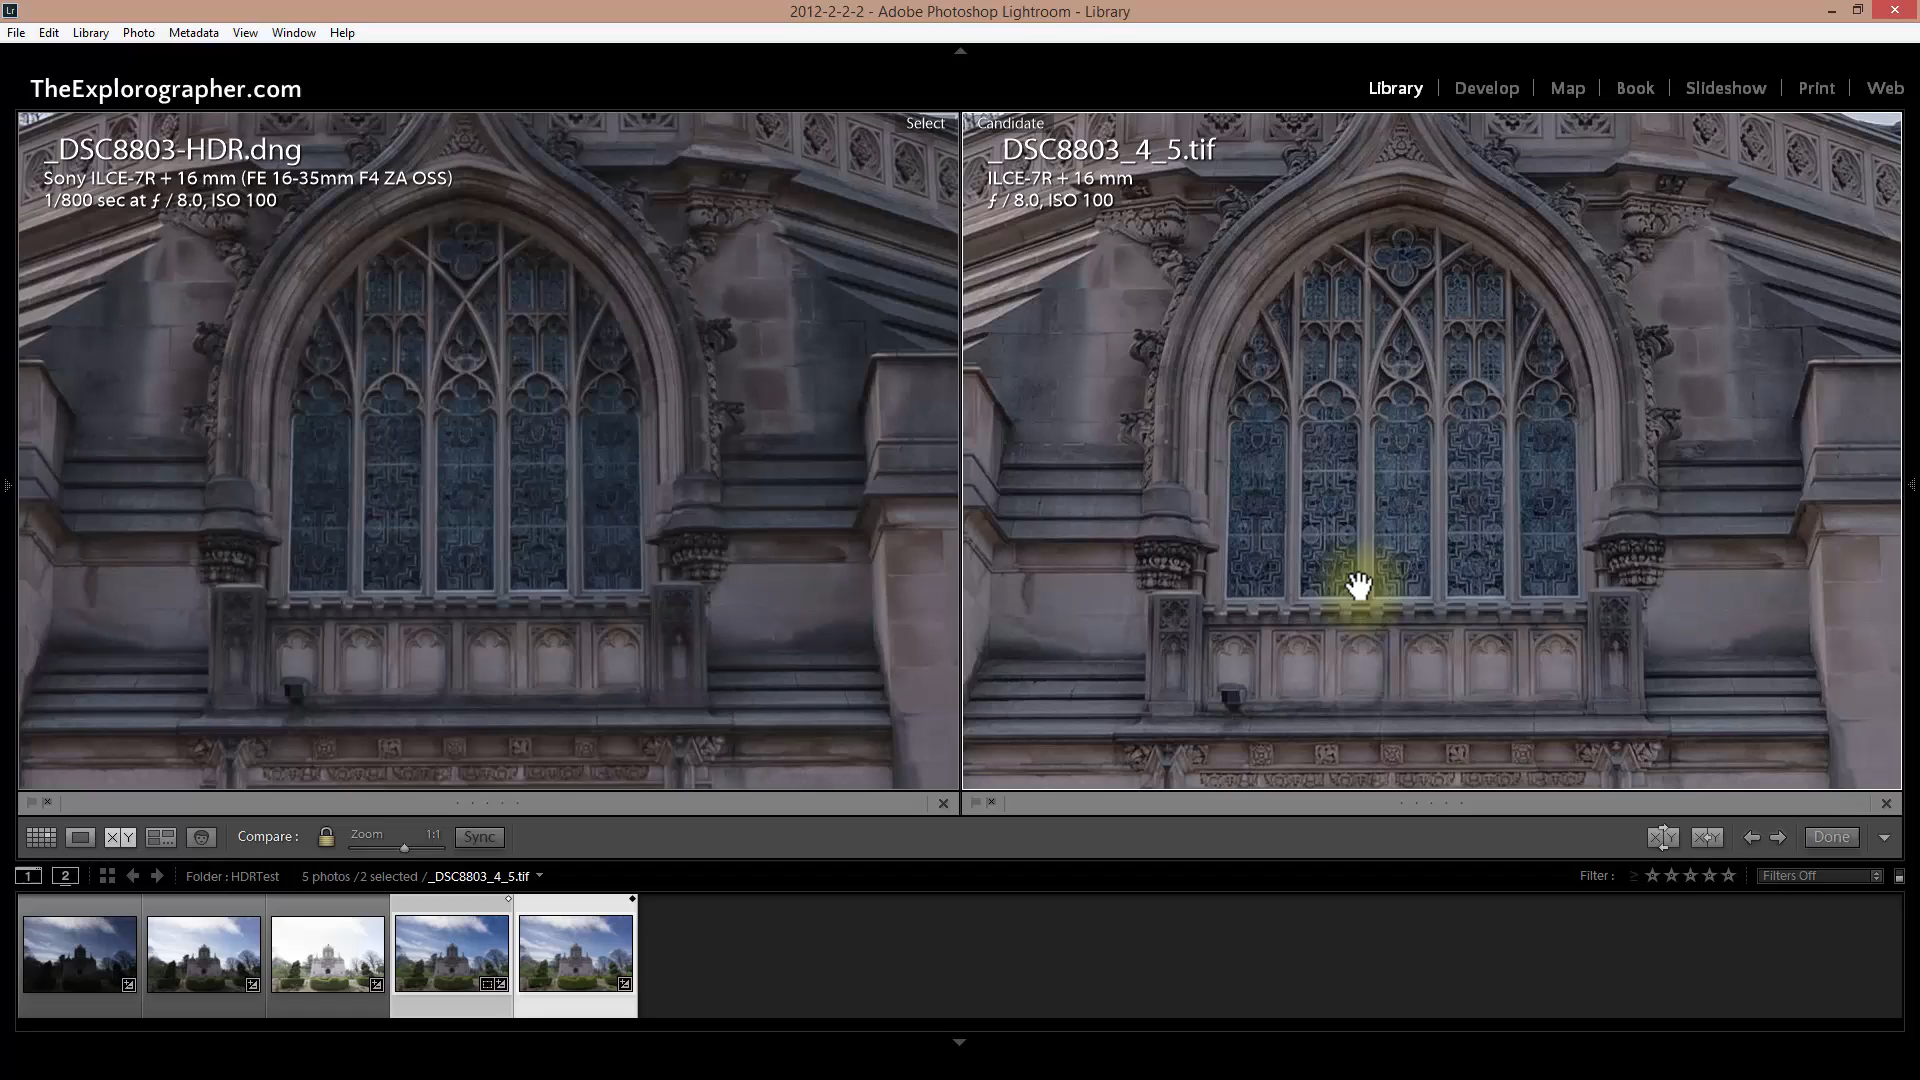 Lr
2012-2-2-2 - Adobe Photoshop Lightroom - Library
File Edit Library Photo Metadata View Window Help
TheExplorographer.com
Library Develop Map Book Slideshow Print Web
Select
_DSC8803-HDR.dng
Sony ILCE-7R + 16 mm (FE 16-35mm F4 ZA OSS)
1/800 sec at ƒ / 8.0, ISO 100
Candidate
_DSC8803_4_5.tif
ILCE-7R + 16 mm
ƒ / 8.0, ISO 100
X Y Compare : Zoom 1:1 Sync X Y X Y Done
1 2 Folder : HDRTest 5 photos /2 selected /_DSC8803_4_5.tif Filter : ≥ Filters Off